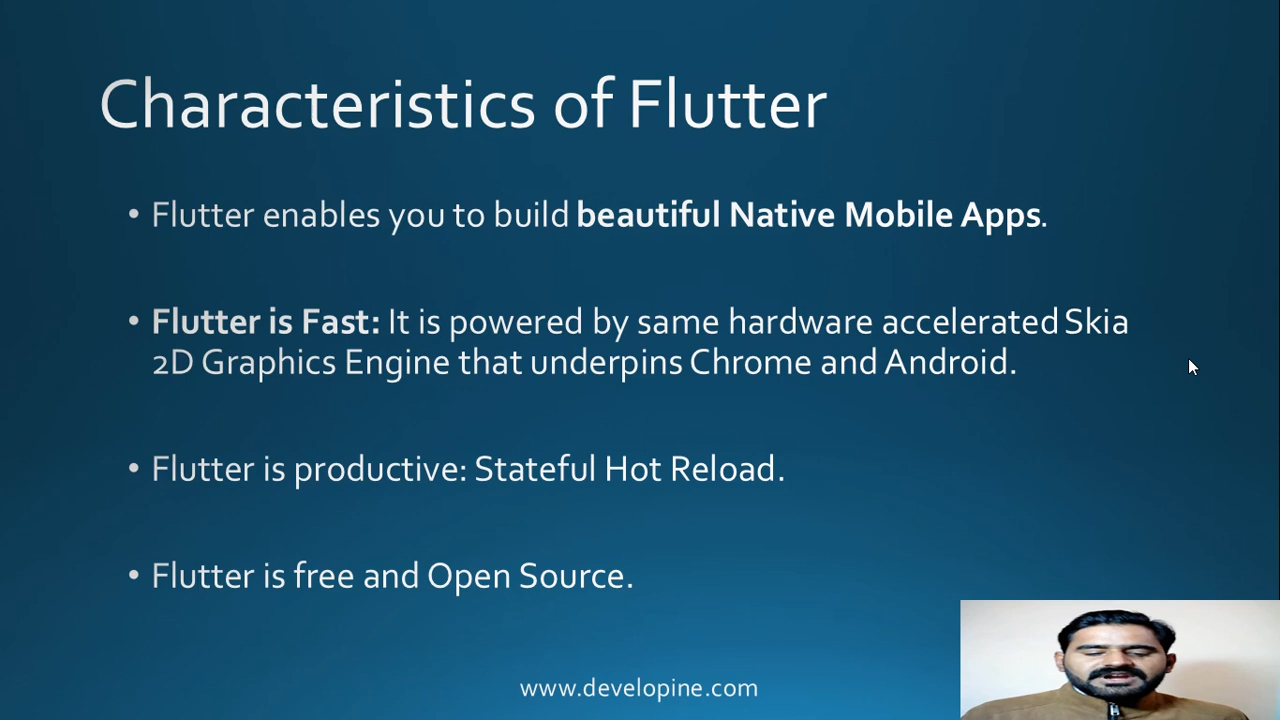 Characteristics of Flutter
• Flutter enables you to build beautiful Native Mobile Apps.
• Flutter is Fast: It is powered by same hardware accelerated Skia
2D Graphics Engine that underpins Chrome and Android.
• Flutter is productive: Stateful Hot Reload.
• Flutter is free and Open Source.
www.developine.com